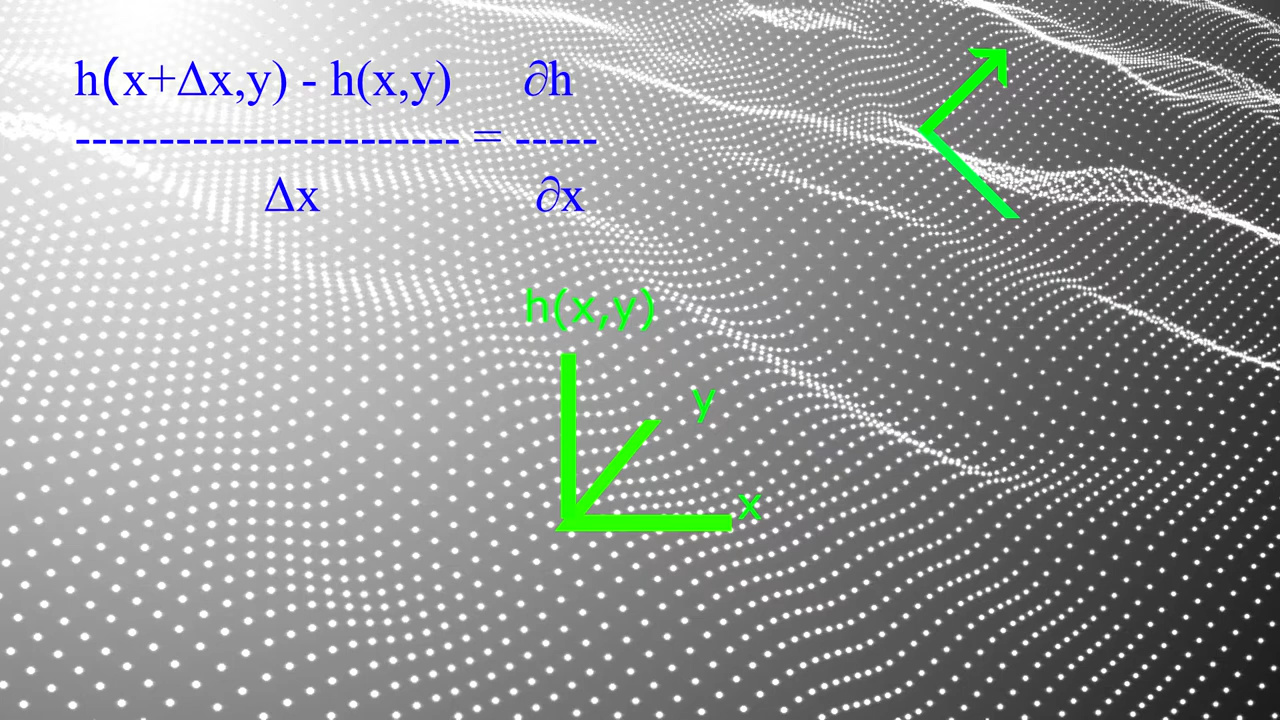 h(x+Δx,y) - h(x,y) ∂h
----------------------- = -----
Δx ∂x
h(x,y)
y
x